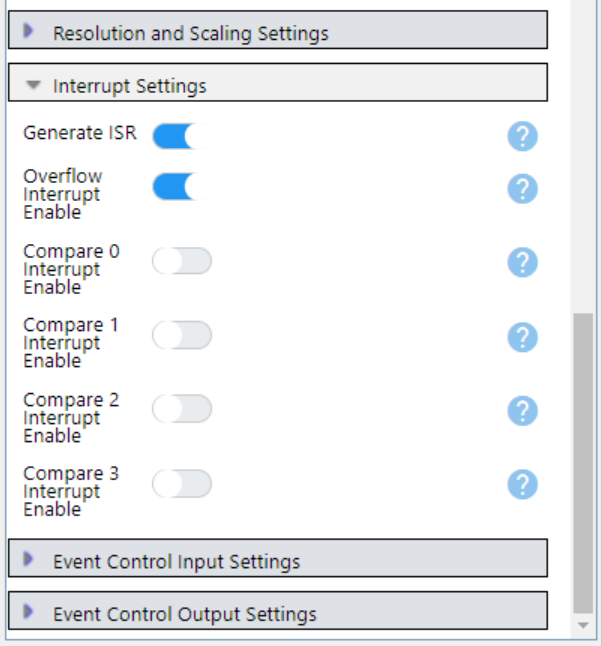 Resolution and Scaling Settings
Interrupt Settings
Generate ISR
?
Overflow
Interrupt
Enable
?
Compare 0
Interrupt
Enable
?
Compare 1
Interrupt
Enable
?
Compare 2
Interrupt
Enable
?
Compare 3
Interrupt
Enable
?
Event Control Input Settings
Event Control Output Settings